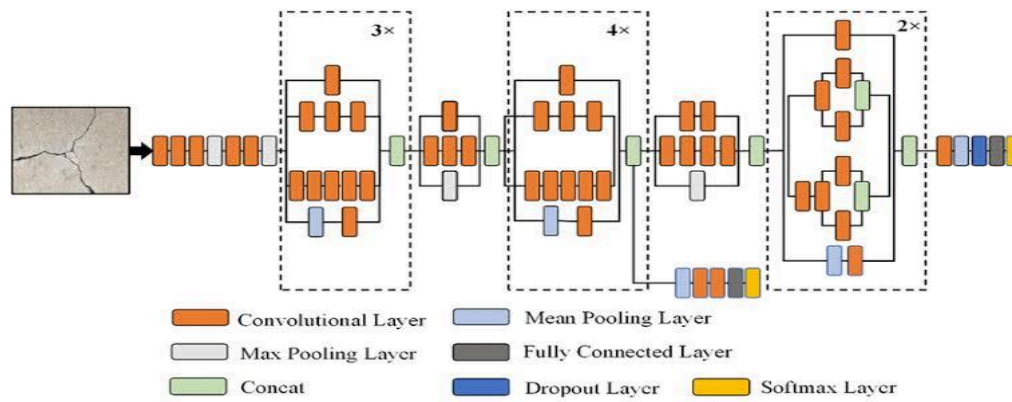 3×
4×
2×
Convolutional Layer
Mean Pooling Layer
Max Pooling Layer
Fully Connected Layer
Concat
Dropout Layer
Softmax Layer